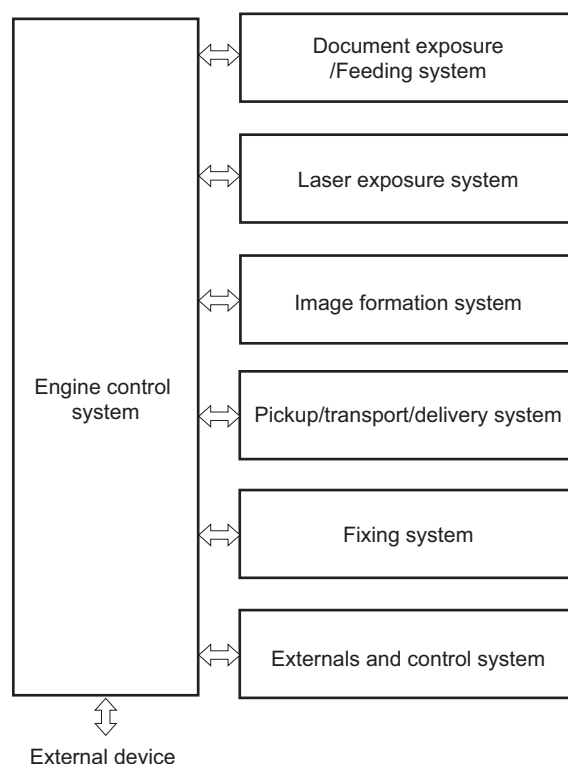 Document exposure
/Feeding system
Laser exposure system
Image formation system
Engine control
system
Pickup/transport/delivery system
Fixing system
Externals and control system
External device